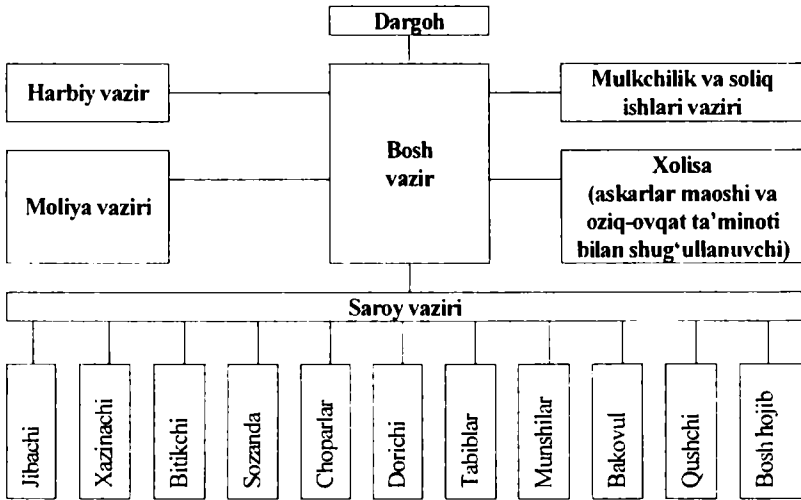 Dargoh
Harbiy vazir
Bosh
vazir
Mulkchilik va soliq
ishlari vaziri
Moliya vaziri
Xolisa
(askarlar maoshi va
oziq-ovqat ta’minoti
bilan shug‘ullanuvchi)
Saroy vaziri
Jibachi
Xazinachi
Bitikchi
Sozanda
Choparlar
Dorichi
Tabiblar
Munshilar
Bakovul
Qushchi
Bosh hojib